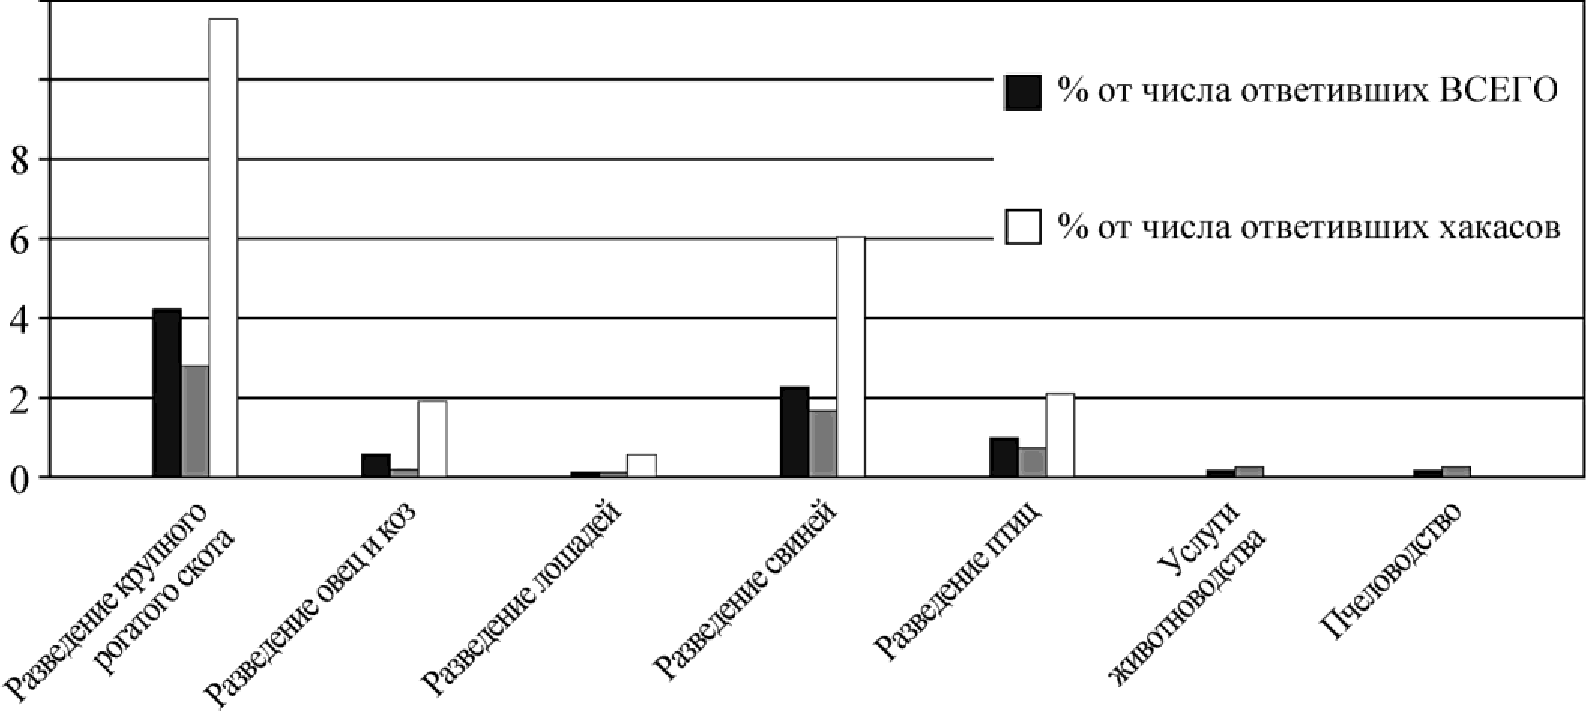 % от числа ответивших ВСЕГО
% от числа ответивших хакасов
8
6
4
2
0
Разведение крупного
рогатого скота
Разведение овец и коз
Разведение лошадей
Разведение свиней
Разведение птиц
Услуги
животноводства
Пчеловодство